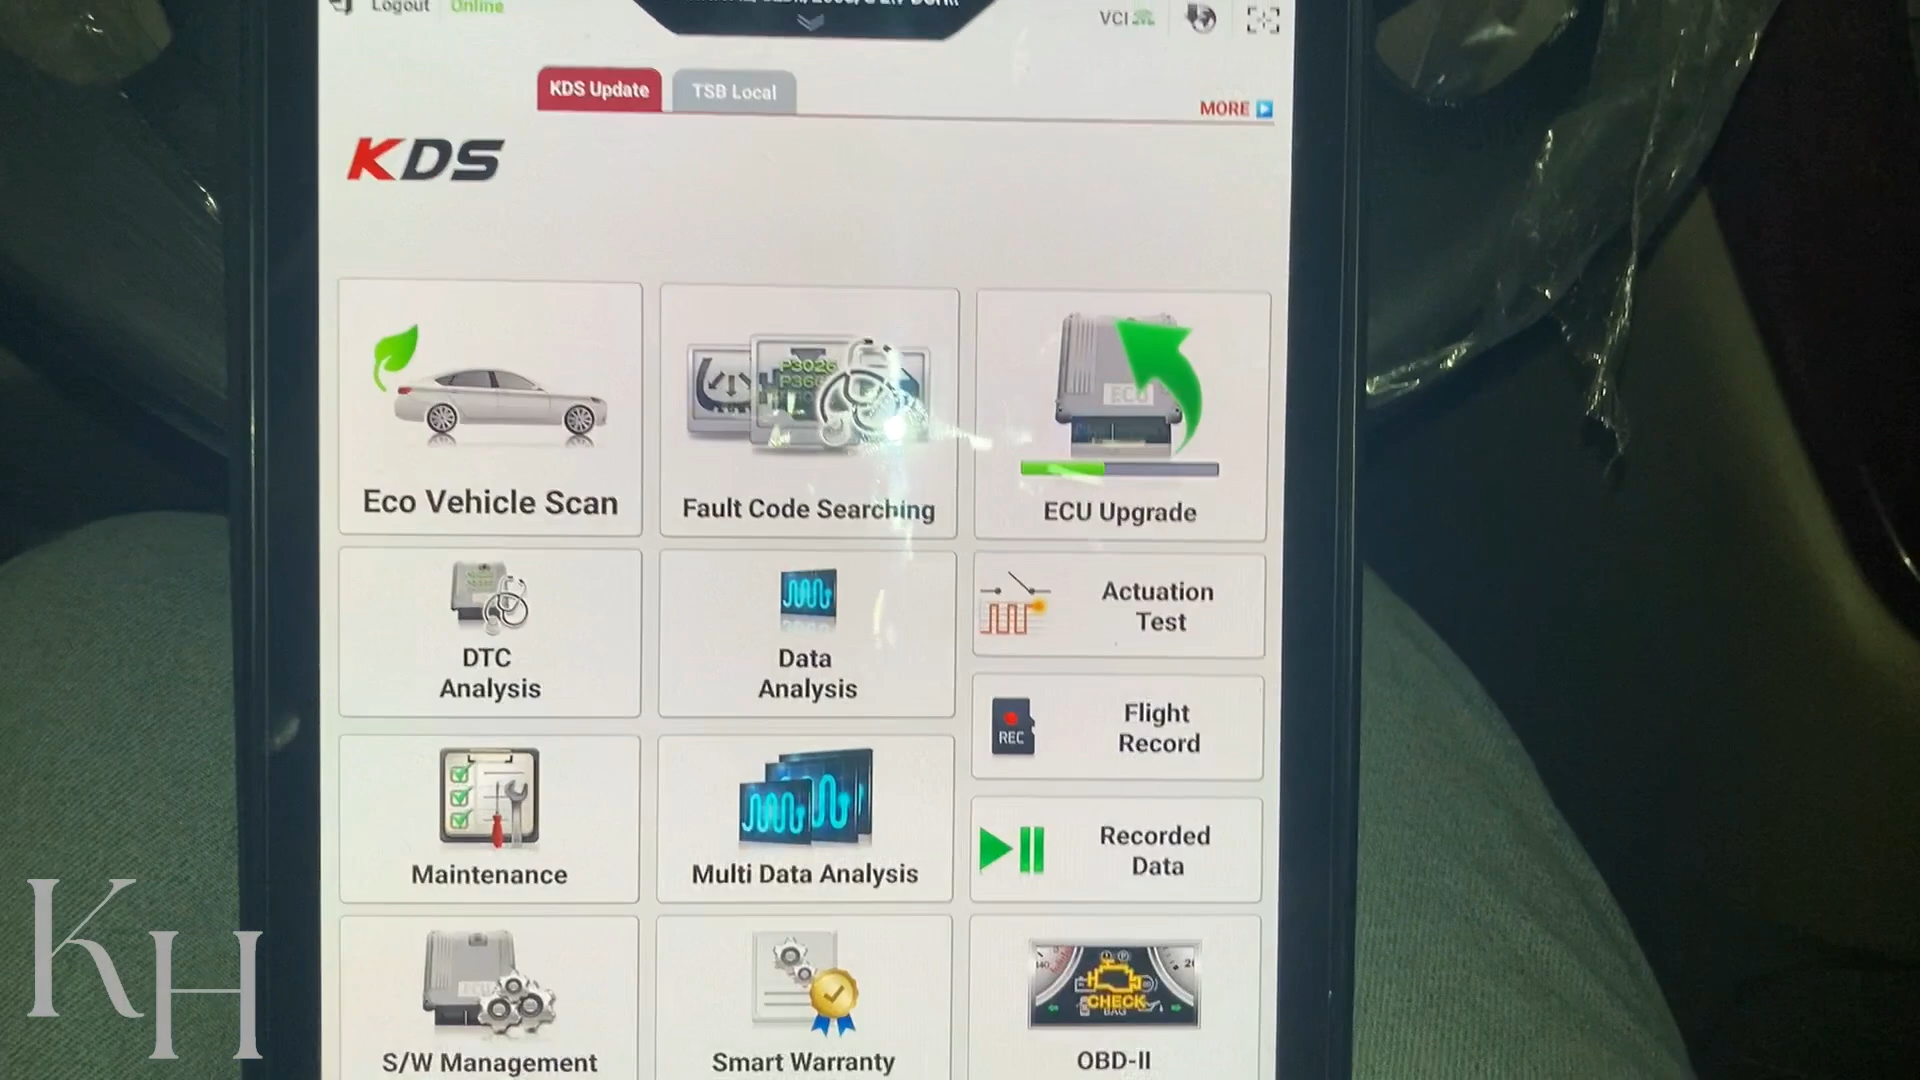 Logout Online
VCI
KDS Update TSB Local
MORE
KDS
P3026
ECU
Eco Vehicle Scan
Fault Code Searching
ECU Upgrade
DTC
Analysis
Data
Analysis
Actuation
Test
REC
Flight
Record
Maintenance
Multi Data Analysis
Recorded
Data
CHECK
S/W Management
Smart Warranty
OBD-II
KH